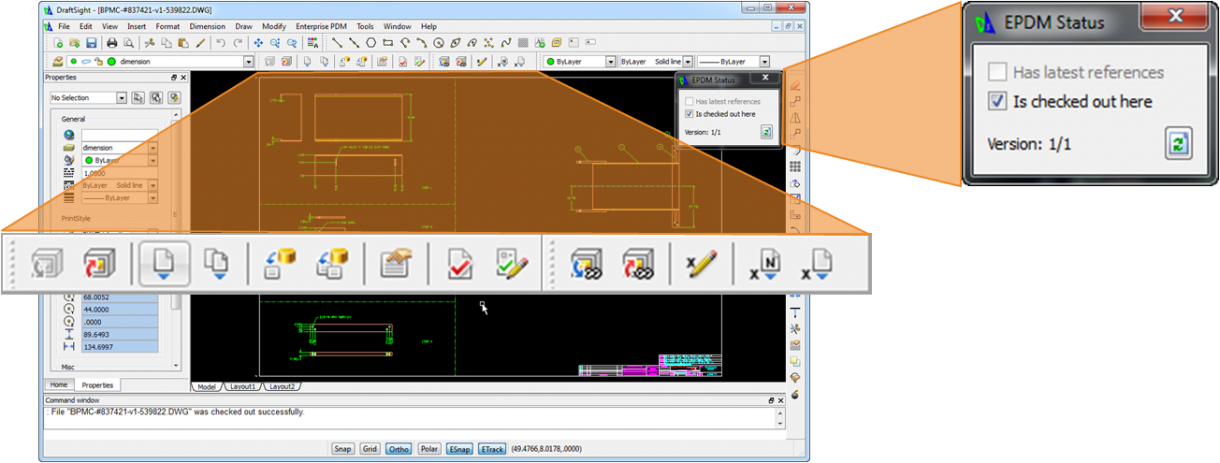 DraftSight - [BPMC-#837421-v1-539822.DWG]
File Edit View Insert Format Dimension Draw Modify Enterprise PDM Tools Window Help
dimension
ByLayer
ByLayer Solid line
ByLayer
Properties
No Selection
General
dimension
ByLayer
1.0000
ByLayer Solid line
ByLayer
PrintStyle
68.0052
44.0000
.0000
89.6493
134.6997
Misc
Home Properties
Model Layout1 Layout2
EPDM Status
Has latest references
Is checked out here
Version: 1/1
EPDM Status
Has latest references
Is checked out here
Version: 1/1
x
x N
x
Command window
: File "BPMC-#837421-v1-539822.DWG" was checked out successfully.
Snap Grid Ortho Polar ESnap ETrack (49.4766,8.0178,.0000)